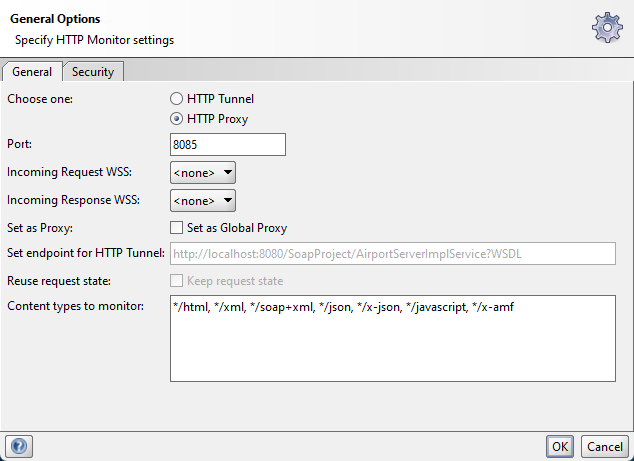 General Options
Specify HTTP Monitor settings
General Security
Choose one: HTTP Tunnel
HTTP Proxy
Port: 8085
Incoming Request WSS: <none>
Incoming Response WSS: <none>
Set as Proxy: Set as Global Proxy
Set endpoint for HTTP Tunnel: http://localhost:8080/SoapProject/AirportServerImplService?WSDL
Reuse request state: Keep request state
Content types to monitor: */html, */xml, */soap+xml, */json, */x-json, */javascript, */x-amf
? OK Cancel